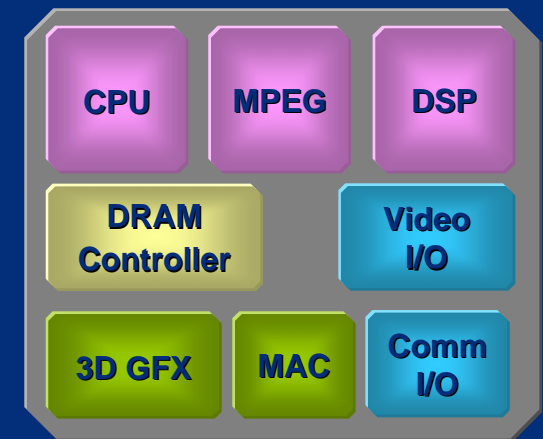 CPU
MPEG
DSP
DRAM
Controller
Video
I/O
3D GFX
MAC
Comm
I/O